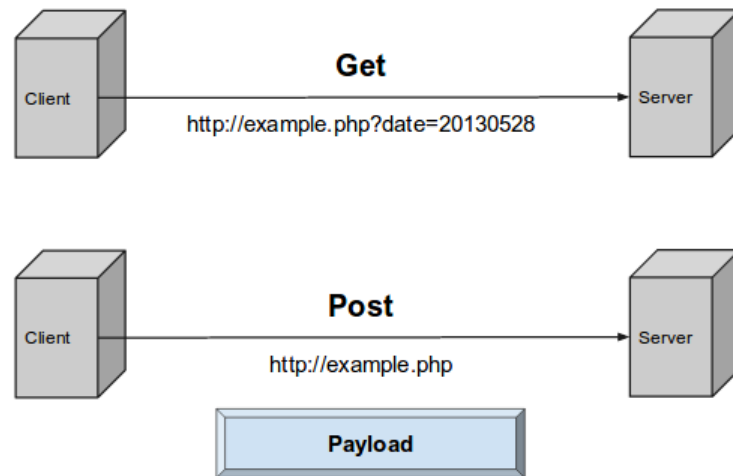 Get
Client
Server
http://example.php?date=20130528
Post
Client
Server
http://example.php
Payload